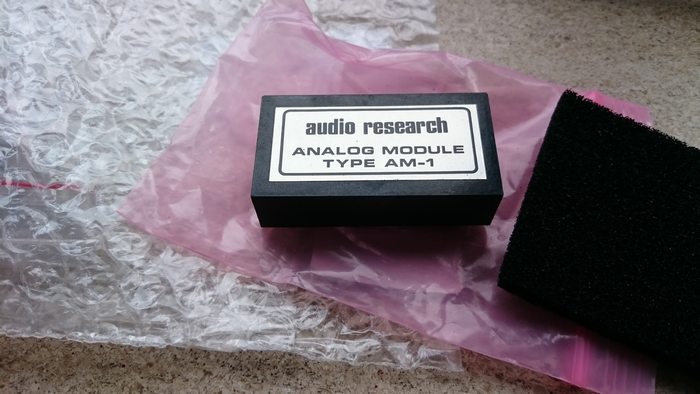 audio research
ANALOG MODULE
TYPE AM-1